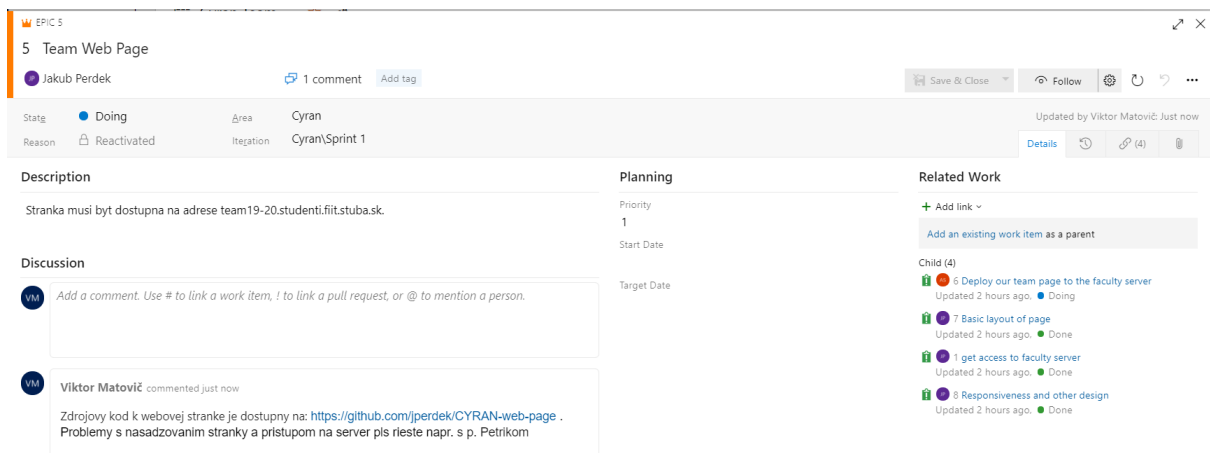 EPIC 5
5 Team Web Page
JP Jakub Perdek
1 comment
Add tag
Save & Close
Follow
State Doing
Area Cyran
Updated by Viktor Matovič: Just now
Reason Reactivated
Iteration Cyran\Sprint 1
Details
(4)
Description
Stranka musi byt dostupna na adrese team19-20.studenti.fiit.stuba.sk.
Discussion
VM Add a comment. Use # to link a work item, ! to link a pull request, or @ to mention a person.
VM Viktor Matovič commented just now
Zdrojovy kod k webovej stranke je dostupny na: https://github.com/jperdek/CYRAN-web-page .
Problemy s nasadzovanim stranky a pristupom na server pls rieste napr. s p. Petrikom
Planning
Priority
1
Start Date
Target Date
Related Work
+ Add link
Add an existing work item as a parent
Child (4)
6 Deploy our team page to the faculty server
Updated 2 hours ago. Doing
JP 7 Basic layout of page
Updated 2 hours ago. Done
JP 1 get access to faculty server
Updated 2 hours ago. Done
JP 8 Responsiveness and other design
Updated 2 hours ago. Done